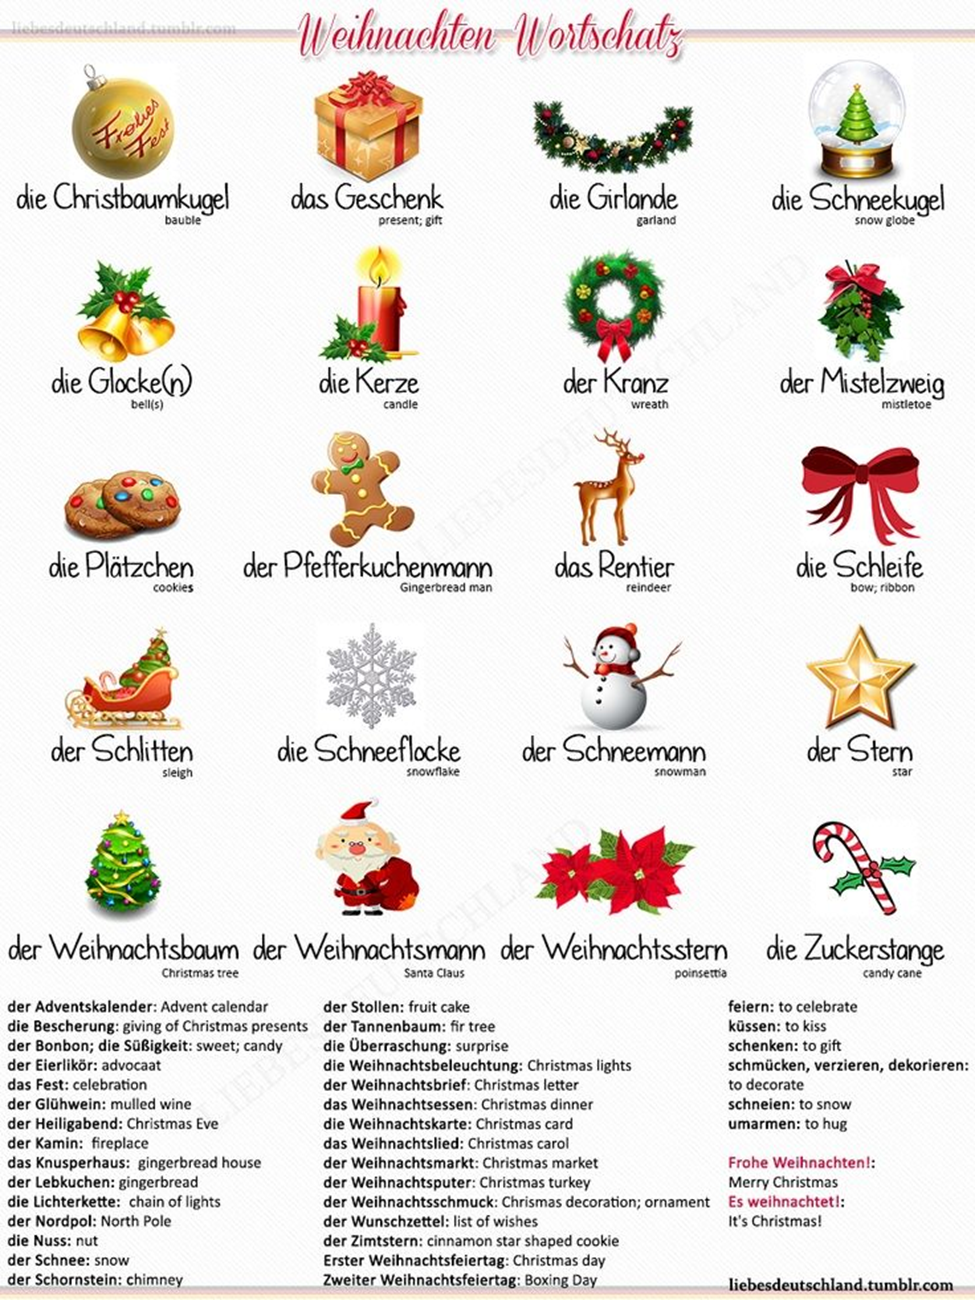 liebesdeutschland.tumblr.com
Weihnachten Wortschatz
Frohes
Fest
die Christbaumkugel
bauble
das Geschenk
present; gift
die Girlande
garland
die Schneekugel
snow globe
die Glocke(n)
bell(s)
die Kerze
candle
der Kranz
wreath
der Mistelzweig
mistletoe
die Plätzchen
cookies
der Pfefferkuchenmann
Gingerbread man
das Rentier
reindeer
die Schleife
bow; ribbon
der Schlitten
sleigh
die Schneeflocke
snowflake
der Schneemann
snowman
der Stern
star
der Weihnachtsbaum
Christmas tree
der Weihnachtsmann
Santa Claus
der Weihnachtsstern
poinsettia
die Zuckerstange
candy cane
der Adventskalender: Advent calendar
die Bescherung: giving of Christmas presents
der Bonbon; die Süßigkeit: sweet; candy
der Eierlikör: advocaat
das Fest: celebration
der Glühwein: mulled wine
der Heiligabend: Christmas Eve
der Kamin: fireplace
das Knusperhaus: gingerbread house
der Lebkuchen: gingerbread
die Lichterkette: chain of lights
der Nordpol: North Pole
die Nuss: nut
der Schnee: snow
der Schornstein: chimney
der Stollen: fruit cake
der Tannenbaum: fir tree
die Überraschung: surprise
die Weihnachtsbeleuchtung: Christmas lights
der Weihnachtsbrief: Christmas letter
das Weihnachtsessen: Christmas dinner
die Weihnachtskarte: Christmas card
das Weihnachtslied: Christmas carol
der Weihnachtsmarkt: Christmas market
der Weihnachtsputer: Christmas turkey
der Weihnachtsschmuck: Chrismas decoration; ornament
der Wunschzettel: list of wishes
der Zimtstern: cinnamon star shaped cookie
Erster Weihnachtsfeiertag: Christmas day
Zweiter Weihnachtsfeiertag: Boxing Day
feiern: to celebrate
küssen: to kiss
schenken: to gift
schmücken, verzieren, dekorieren:
to decorate
schneien: to snow
umarmen: to hug
Frohe Weihnachten!:
Merry Christmas
Es weihnachtet!:
It's Christmas!
liebesdeutschland.tumblr.com
LIEBESDEUTSCHLAND
LIEBESDEUTSCHLAND